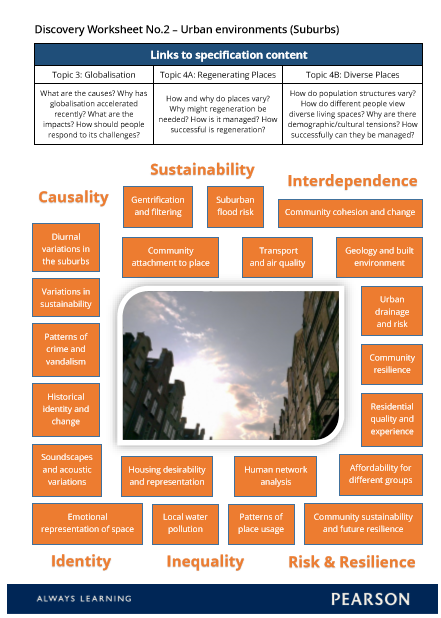 Discovery Worksheet No.2 – Urban environments (Suburbs)
Links to specification content
Topic 3: Globalisation
Topic 4A: Regenerating Places
Topic 4B: Diverse Places
What are the causes? Why has
globalisation accelerated
recently? What are the
impacts? How should people
respond to its challenges?
How and why do places vary?
Why might regeneration be
needed? How is it managed? How
successful is regeneration?
How do population structures vary?
How do different people view
diverse living spaces? Why are there
demographic/cultural tensions? How
successfully can they be managed?
Sustainability
Causality
Interdependence
Gentrification
and filtering
Suburban
flood risk
Community cohesion and change
Diurnal
variations in
the suburbs
Community
attachment to place
Transport
and air quality
Geology and built
environment
Variations in
sustainability
Urban
drainage
and risk
Patterns of
crime and
vandalism
Community
resilience
Historical
identity and
change
Residential
quality and
experience
Soundscapes
and acoustic
variations
Housing desirability
and representation
Human network
analysis
Affordability for
different groups
Emotional
representation of space
Local water
pollution
Patterns of
place usage
Community sustainability
and future resilience
Identity
Inequality
Risk & Resilience
ALWAYS LEARNING
PEARSON